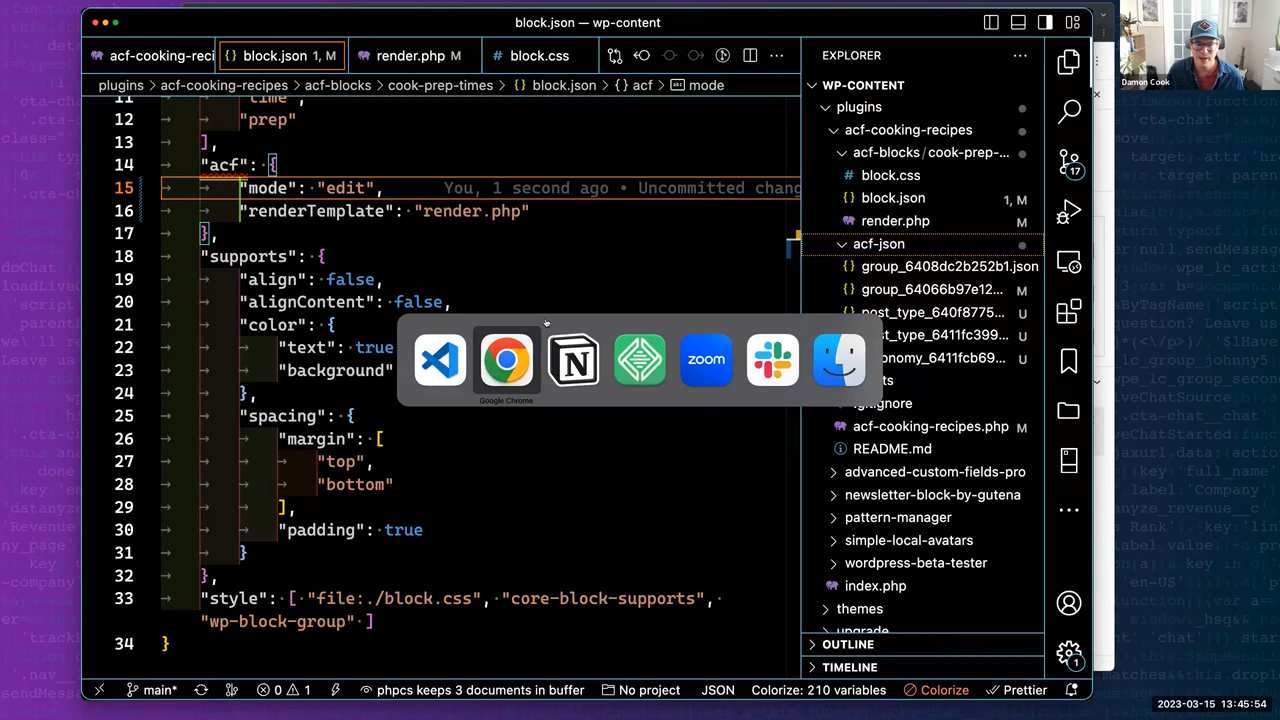 block.json — wp-content
acf-cooking-reci
{} block.json 1, M
render.php M
# block.css
plugins > acf-cooking-recipes > acf-blocks > cook-prep-times > {} block.json > {} acf > mode
11 "time",
12 "prep"
13 ],
14 "acf": {
15 "mode": "edit", You, 1 second ago • Uncommitted chang
16 "renderTemplate": "render.php"
17 },
18 "supports": {
19 "align": false,
20 "alignContent": false,
21 "color": {
22 "text": true
23 "background"
24 },
25 "spacing": {
26 "margin": [
27 "top",
28 "bottom"
29 ],
30 "padding": true
31 }
32 },
33 "style": [ "file:./block.css", "core-block-supports",
"wp-block-group" ]
34 }
Google Chrome
zoom
EXPLORER
WP-CONTENT
plugins
acf-cooking-recipes
acf-blocks/cook-prep-...
block.css
block.json 1, M
render.php M
acf-json
{} group_6408dc2b252b1.json
{} group_64066b97e12... M
post_type_640f8775... U
post_type_6411fc399... U
onomy_6411fcb69... U
ts
.gitignore
acf-cooking-recipes.php M
README.md
advanced-custom-fields-pro
newsletter-block-by-gutena
pattern-manager
simple-local-avatars
wordpress-beta-tester
index.php
themes
upgrade
OUTLINE
TIMELINE
17
1
main*
0 1
phpcs keeps 3 documents in buffer
No project
JSON
Colorize: 210 variables
Colorize
Prettier
Damon Cook
2023-03-15 13:45:54